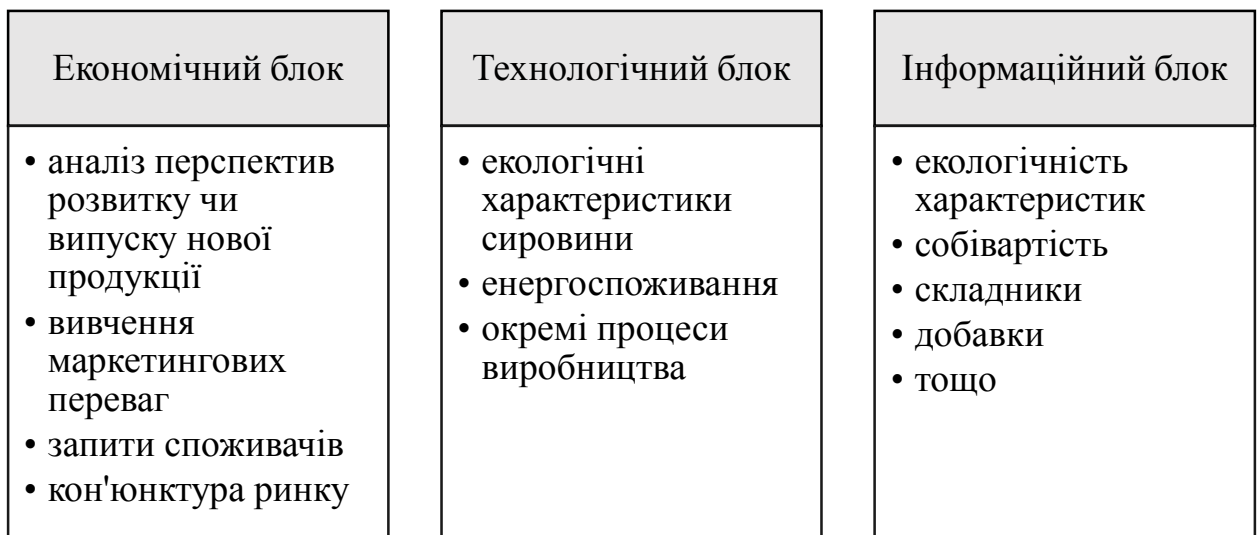 Економічний блок
• аналіз перспектив
розвитку чи
випуску нової
продукції
• вивчення
маркетингових
переваг
• запити споживачів
• кон'юнктура ринку
Технологічний блок
• екологічні
характеристики
сировини
• енергоспоживання
• окремі процеси
виробництва
Інформаційний блок
• екологічність
характеристик
• собівартість
• складники
• добавки
• тощо